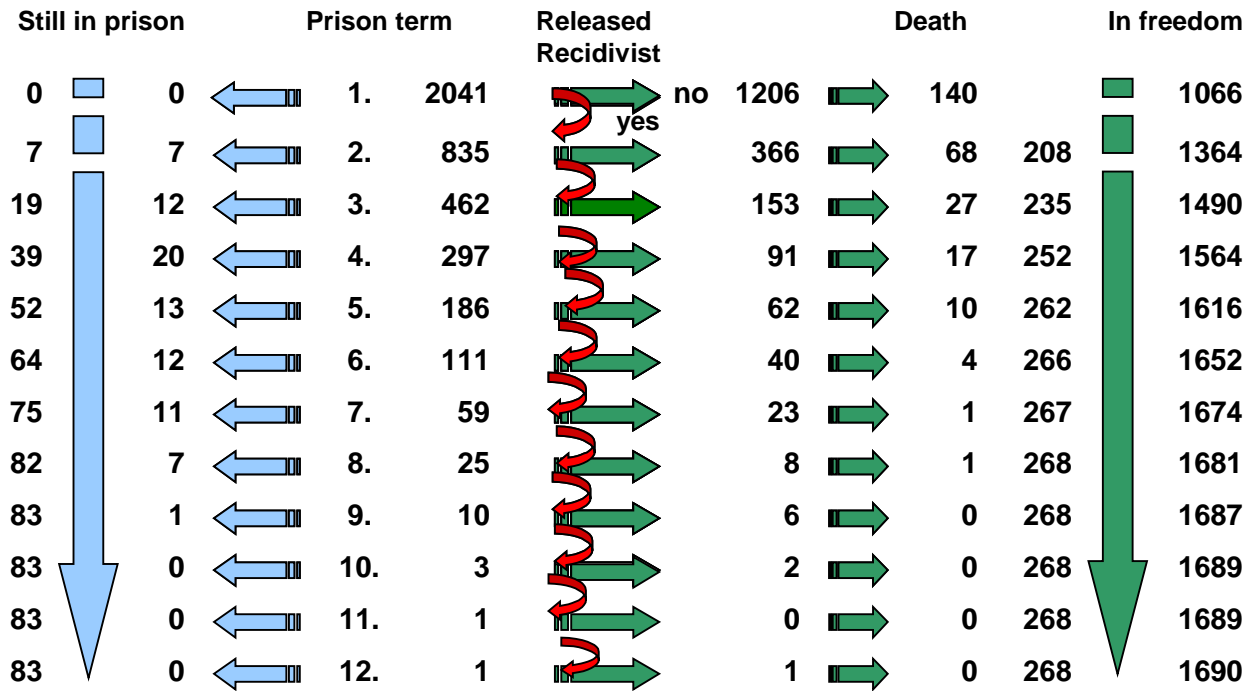 Still in prison Prison term Released Death In freedom
Recidivist
0 0 1. 2041 no 1206 140 1066
yes
7 7 2. 835 366 68 208 1364
19 12 3. 462 153 27 235 1490
39 20 4. 297 91 17 252 1564
52 13 5. 186 62 10 262 1616
64 12 6. 111 40 4 266 1652
75 11 7. 59 23 1 267 1674
82 7 8. 25 8 1 268 1681
83 1 9. 10 6 0 268 1687
83 0 10. 3 2 0 268 1689
83 0 11. 1 0 0 268 1689
83 0 12. 1 1 0 268 1690